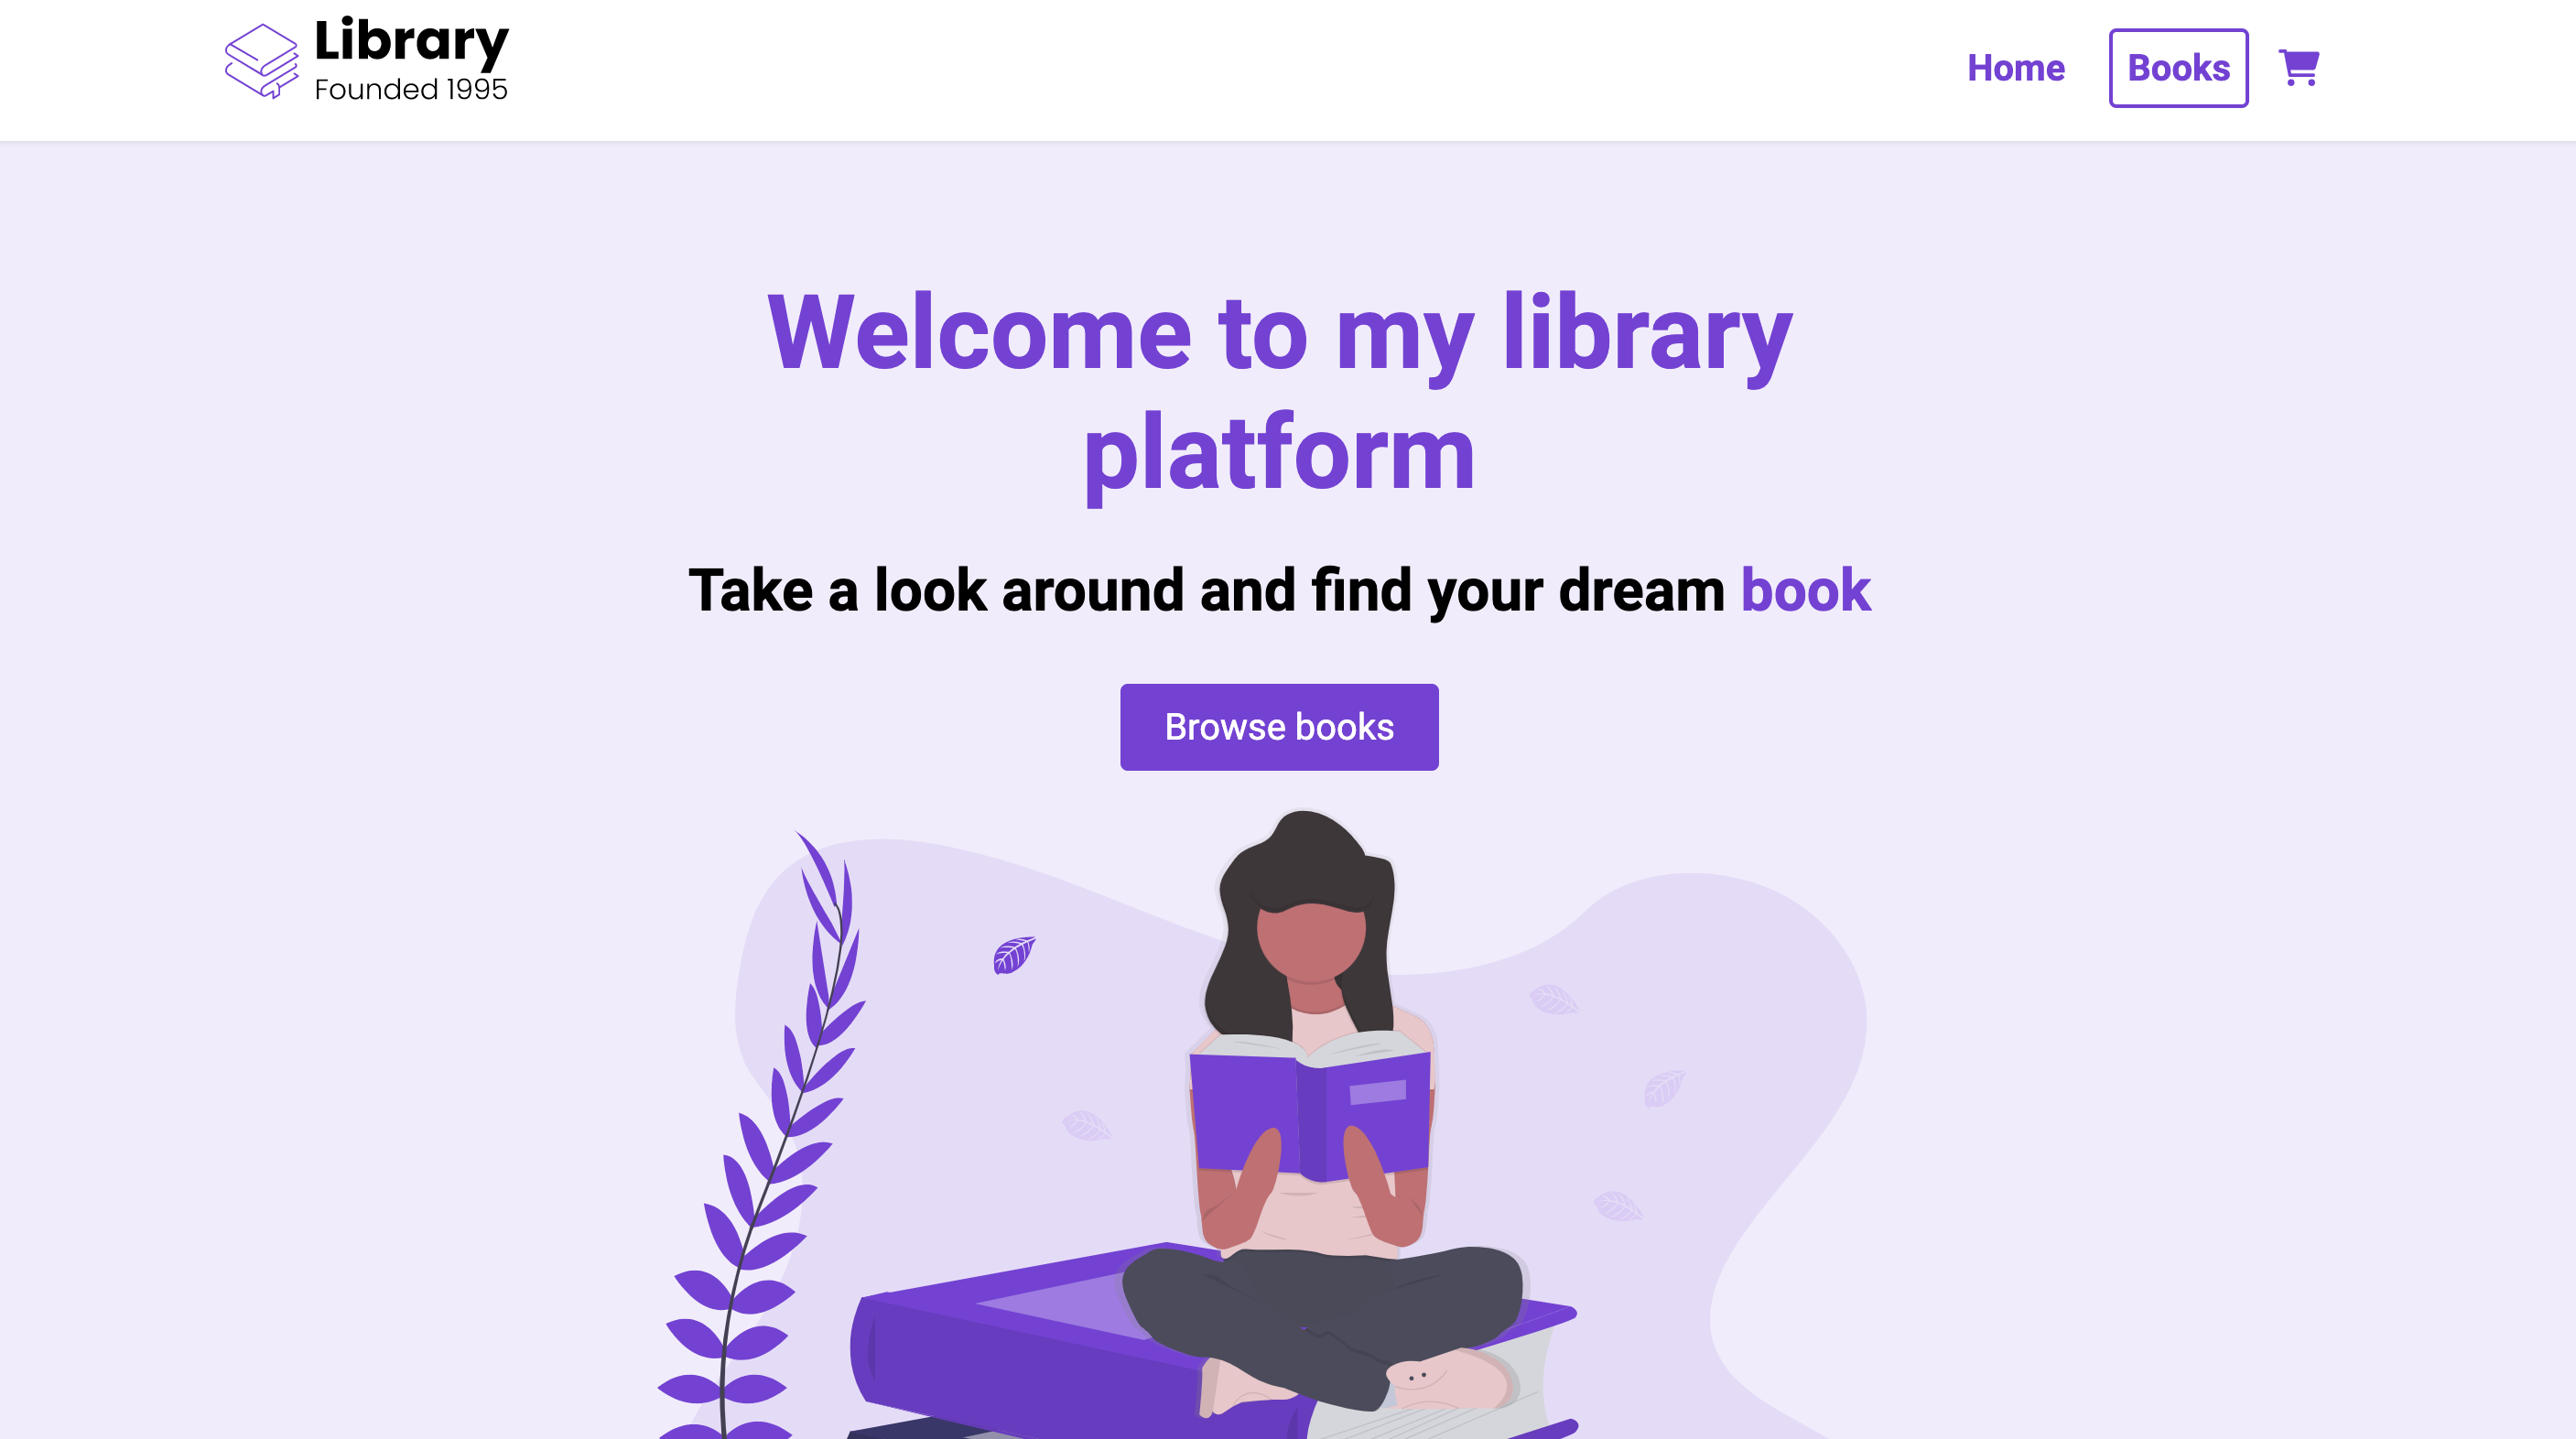 Library
Founded 1995
Home
Books
Welcome to my library
platform
Take a look around and find your dream book
Browse books